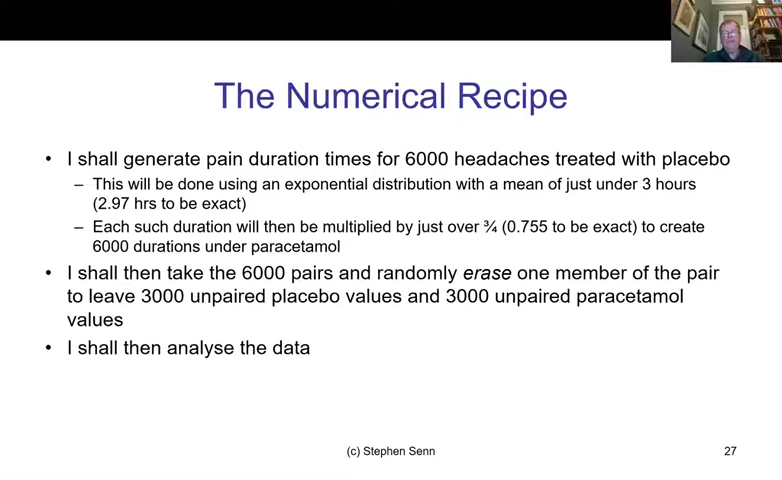 The Numerical Recipe
• I shall generate pain duration times for 6000 headaches treated with placebo
– This will be done using an exponential distribution with a mean of just under 3 hours
(2.97 hrs to be exact)
– Each such duration will then be multiplied by just over ¾ (0.755 to be exact) to create
6000 durations under paracetamol
• I shall then take the 6000 pairs and randomly erase one member of the pair
to leave 3000 unpaired placebo values and 3000 unpaired paracetamol
values
• I shall then analyse the data
(c) Stephen Senn
27